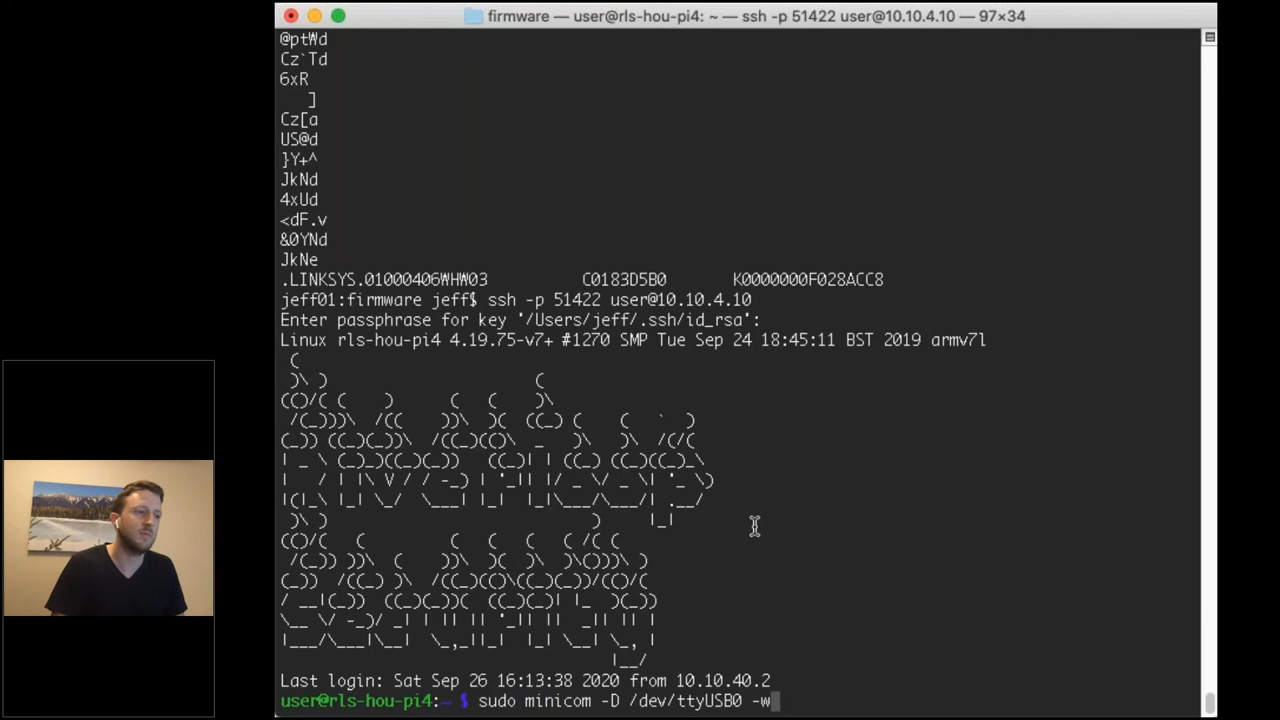 firmware — user@rls-hou-pi4: ~ — ssh -p 51422 user@10.10.4.10 — 97×34
@ptWd
Cz`Td
6xR
   ]
Cz[a
US@d
}Y+^
JkNd
4xUd
<dF.v
&0YNd
JkNe
.LINKSYS.01000406WHW03          C0183D5B0       K0000000F028ACC8
jeff01:firmware jeff$ ssh -p 51422 user@10.10.4.10
Enter passphrase for key '/Users/jeff/.ssh/id_rsa':
Linux rls-hou-pi4 4.19.75-v7+ #1270 SMP Tue Sep 24 18:45:11 BST 2019 armv7l
RiverLoop
Security
Last login: Sat Sep 26 16:13:38 2020 from 10.10.40.2
user@rls-hou-pi4:~ $ sudo minicom -D /dev/ttyUSB0 -w